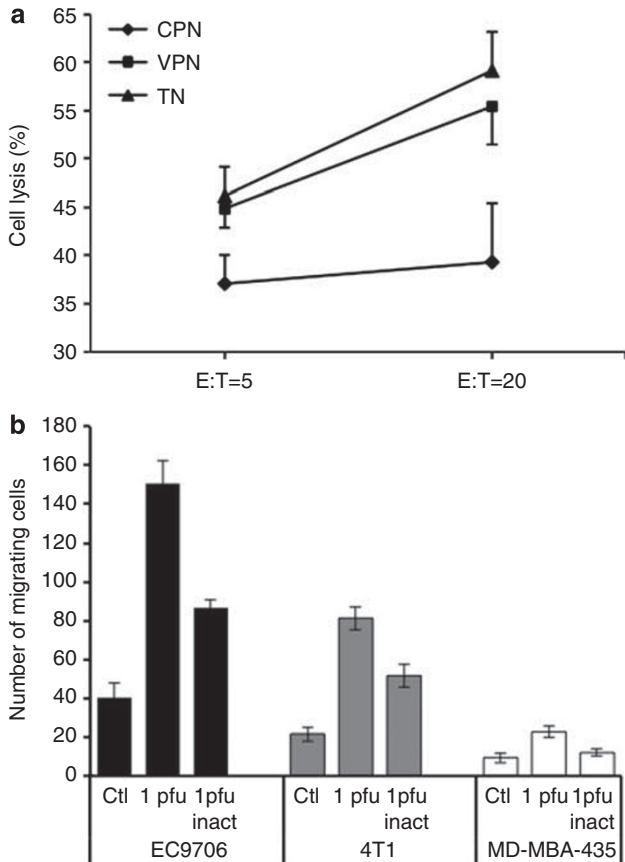 a
CPN
VPN
TN
Cell lysis (%)
65
60
55
50
45
40
35
30
E:T=5
E:T=20
b
Number of migrating cells
180
160
140
120
100
80
60
40
20
0
Ctl 1 pfu 1pfu inact
Ctl 1 pfu 1pfu inact
Ctl 1 pfu 1pfu inact
EC9706 4T1 MD-MBA-435